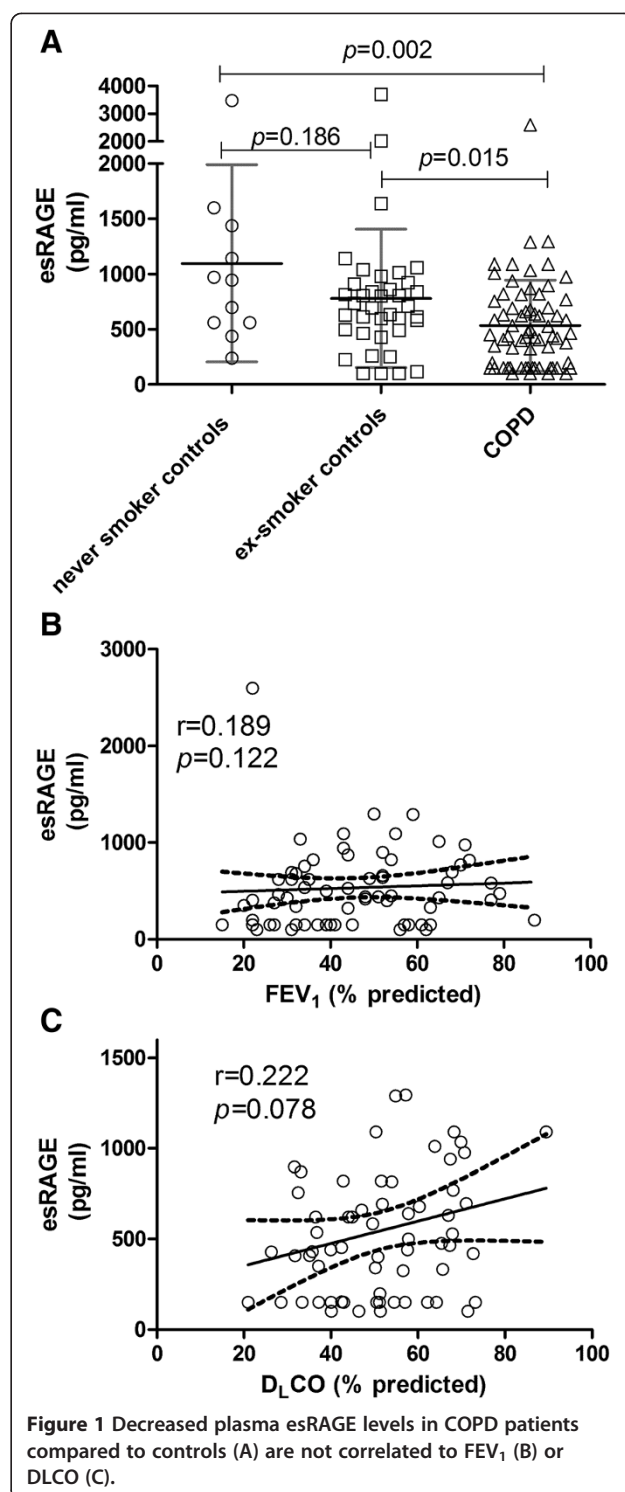 A
p=0.002
4000
3000
2000
p=0.186
p=0.015
2000
1500
1000
500
0
esRAGE
(pg/ml)
never smoker controls
ex-smoker controls
COPD
B
3000
2000
1000
0
r=0.189
p=0.122
esRAGE
(pg/ml)
0 20 40 60 80 100
FEV₁ (% predicted)
C
1500
1000
500
0
r=0.222
p=0.078
esRAGE
(pg/ml)
0 20 40 60 80 100
DLCO (% predicted)
Figure 1 Decreased plasma esRAGE levels in COPD patients
compared to controls (A) are not correlated to FEV₁ (B) or
DLCO (C).